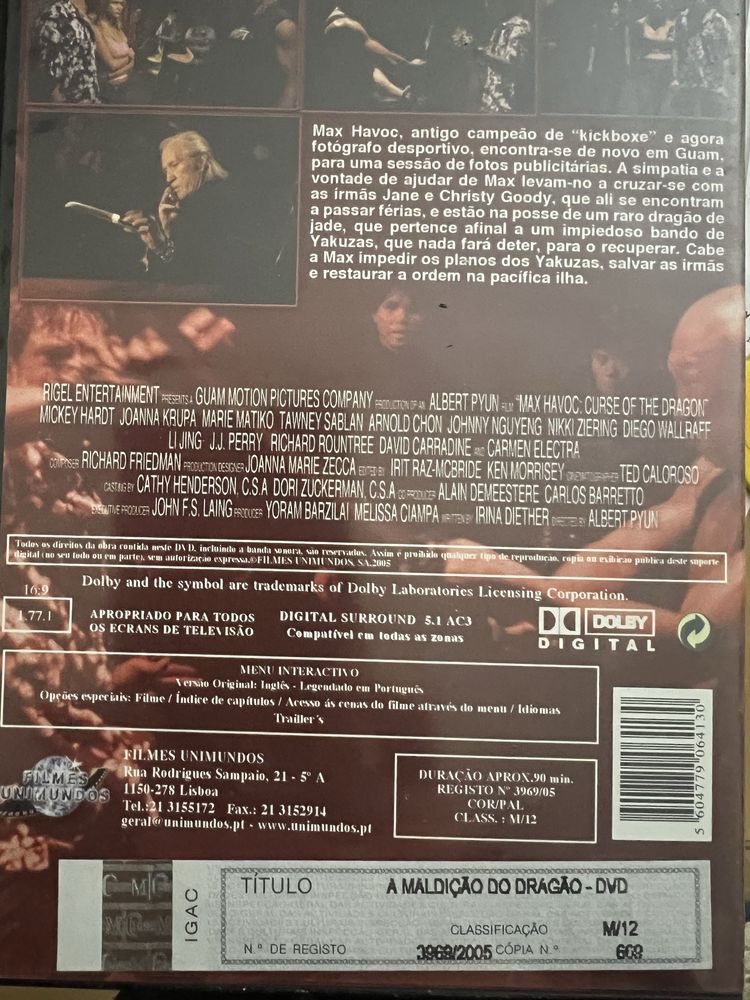 Max Havoc, antigo campeão de "kickboxe" e agora
fotógrafo desportivo, encontra-se de novo em Guam,
para uma sessão de fotos publicitárias. A simpatia e a
vontade de ajudar de Max levam-no a cruzar-se com
as irmãs Jane e Christy Goody, que ali se encontram
a passar férias, e estão na posse de um raro dragão de
jade, que pertence afinal a um impiedoso bando de
Yakuzas, que nada fará deter, para o recuperar. Cabe
a Max impedir os planos dos Yakuzas, salvar as irmãs
e restaurar a ordem na pacífica ilha.
RIGEL ENTERTAINMENT PRESENTS A GUAM MOTION PICTURES COMPANY PRODUCTION OF AN ALBERT PYUN FILM "MAX HAVOC: CURSE OF THE DRAGON"
MICKEY HARDT JOANNA KRUPA MARIE MATIKO TAWNEY SABLAN ARNOLD CHON JOHNNY NGUYENG NIKKI ZIERING DIEGO WALLRAFF
LI JING J.J. PERRY RICHARD ROUNTREE DAVID CARRADINE AND CARMEN ELECTRA
COMPOSER RICHARD FRIEDMAN PRODUCTION DESIGNER JOANNA MARIE ZECCA EDITED BY IRIT RAZ-MCBRIDE KEN MORRISEY CINEMATOGRAPHER TED CALOROSO
CASTING BY CATHY HENDERSON, C.S.A DORI ZUCKERMAN, C.S.A CO PRODUCER ALAIN DEMEESTERE CARLOS BARRETTO
EXECUTIVE PRODUCER JOHN F.S. LAING PRODUCER YORAM BARZILAI MELISSA CIAMPA WRITTEN BY IRINA DIETHER DIRECTED BY ALBERT PYUN
Todos os direitos da obra contida neste DVD, incluindo a banda sonora, são reservados. Assim é proibido qualquer tipo de reprodução, cópia ou exibição pública deste suporte
digital (no seu todo ou em parte), sem autorização expressa.©FILMES UNIMUNDOS, SA.2005
Dolby and the symbol are trademarks of Dolby Laboratories Licensing Corporation.
16:9
1.77.1
APROPRIADO PARA TODOS
OS ECRANS DE TELEVISÃO
DIGITAL SURROUND 5.1 AC3
Compatível em todas as zonas
DOLBY
DIGITAL
MENU INTERACTIVO
Versão Original: Inglês - Legendado em Português
Opções especiais: Filme / Índice de capítulos / Acesso ás cenas do filme através do menu / Idiomas
Trailler's
FILMES
UNIMUNDOS
FILMES UNIMUNDOS
Rua Rodrigues Sampaio, 21 - 5º A
1150-278 Lisboa
Tel.:21 3155172 Fax.: 21 3152914
geral@unimundos.pt - www.unimundos.pt
DURAÇÃO APROX.90 min.
REGISTO Nº 3969/05
COR/PAL
CLASS. : M/12
5 604779 064130
IGAC
TÍTULO A MALDIÇÃO DO DRAGÃO - DVD
CLASSIFICAÇÃO M/12
N.º DE REGISTO 3969/2005 CÓPIA N.º